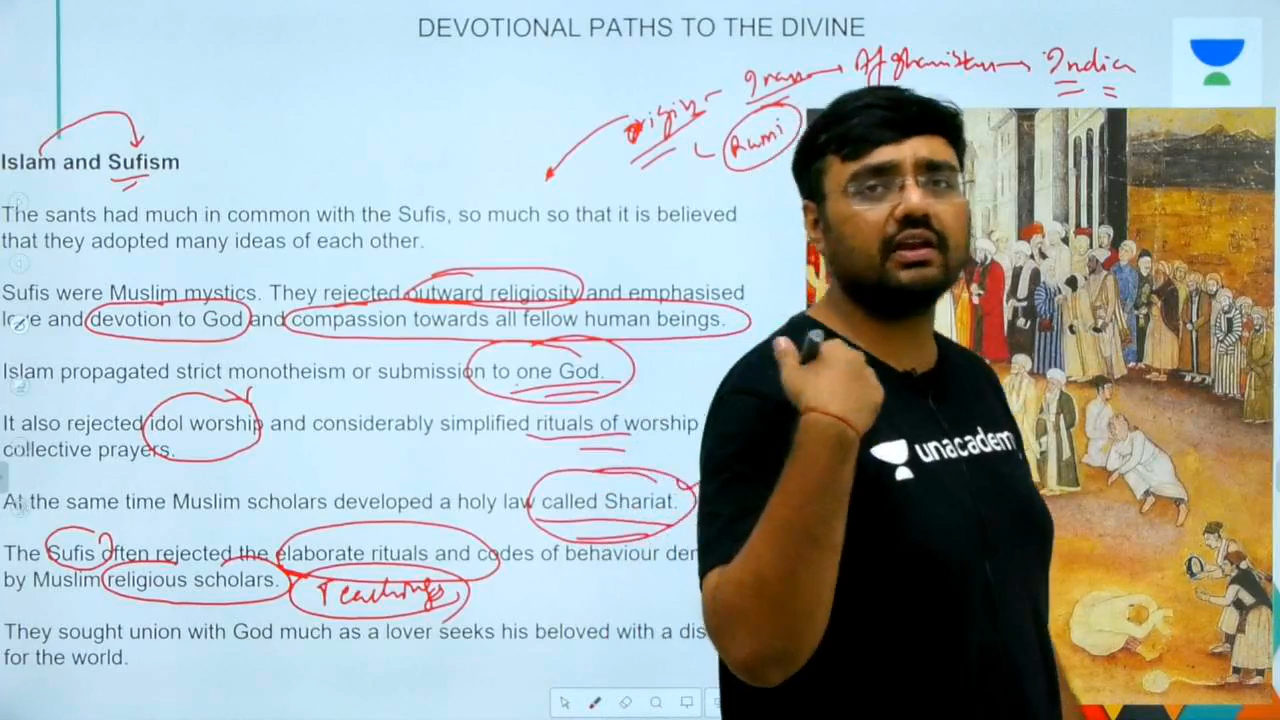 DEVOTIONAL PATHS TO THE DIVINE
origin - Iran → Afghanistan → India
Rumi
Islam and Sufism
The sants had much in common with the Sufis, so much so that it is believed
that they adopted many ideas of each other.
Sufis were Muslim mystics. They rejected outward religiosity and emphasised
love and devotion to God and compassion towards all fellow human beings.
Islam propagated strict monotheism or submission to one God.
It also rejected idol worship and considerably simplified rituals of worship
collective prayers.
At the same time Muslim scholars developed a holy law called Shariat.
The Sufis often rejected the elaborate rituals and codes of behaviour
by Muslim religious scholars.
Teachings
They sought union with God much as a lover seeks his beloved with a
for the world.
unacadem